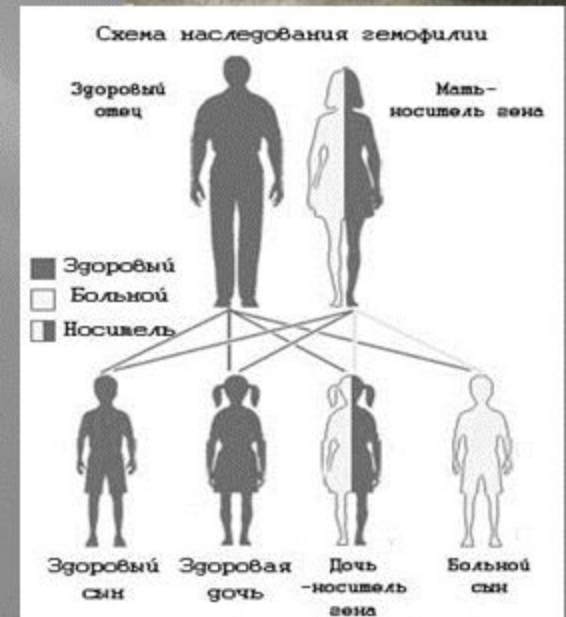 Схема наследования гемофилии
Здоровый
отец
Мать-
носитель гена
Здоровый
Больной
Носитель
Здоровый
сын
Здоровая
дочь
Дочь
-носитель
гена
Больной
сын